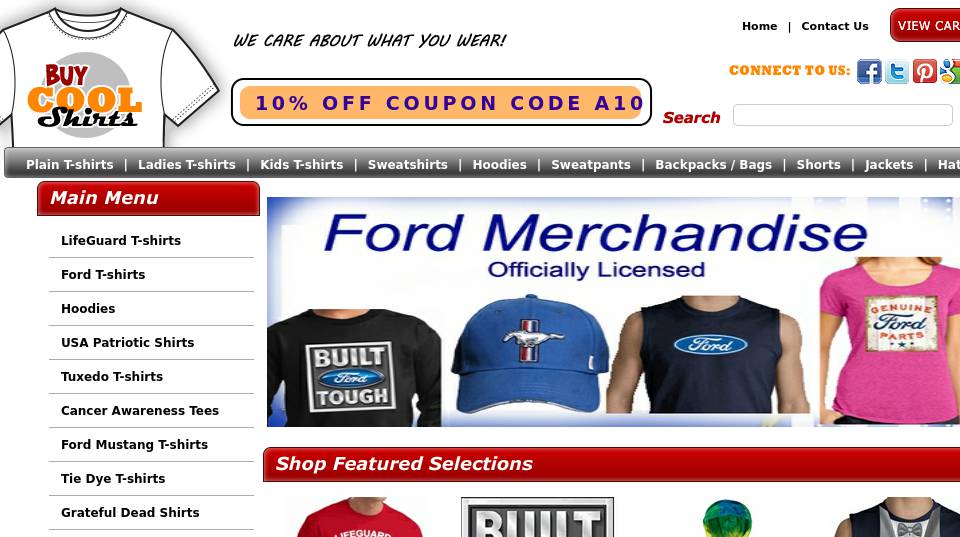 BUY
COOL
Shirts
WE CARE ABOUT WHAT YOU WEAR!
Home | Contact Us
VIEW CAR
CONNECT TO US:
10% OFF COUPON CODE A10
Search
Plain T-shirts | Ladies T-shirts | Kids T-shirts | Sweatshirts | Hoodies | Sweatpants | Backpacks / Bags | Shorts | Jackets | Hat
Main Menu
LifeGuard T-shirts
Ford T-shirts
Hoodies
USA Patriotic Shirts
Tuxedo T-shirts
Cancer Awareness Tees
Ford Mustang T-shirts
Tie Dye T-shirts
Grateful Dead Shirts
Ford Merchandise
Officially Licensed
BUILT
Ford
TOUGH
Ford
GENUINE
Ford
PARTS
Shop Featured Selections
LIFEGUARD
BUILT